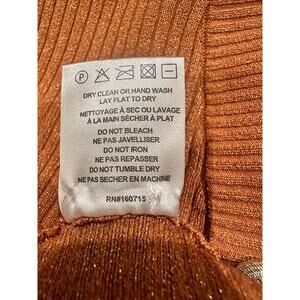 P
DRY CLEAN OR HAND WASH
LAY FLAT TO DRY
NETTOYAGE À SEC OU LAVAGE
À LA MAIN SÉCHER À PLAT
DO NOT BLEACH
NE PAS JAVELLISER
DO NOT IRON
NE PAS REPASSER
DO NOT TUMBLE DRY
NE PAS SÉCHER EN MACHINE
RN#160715